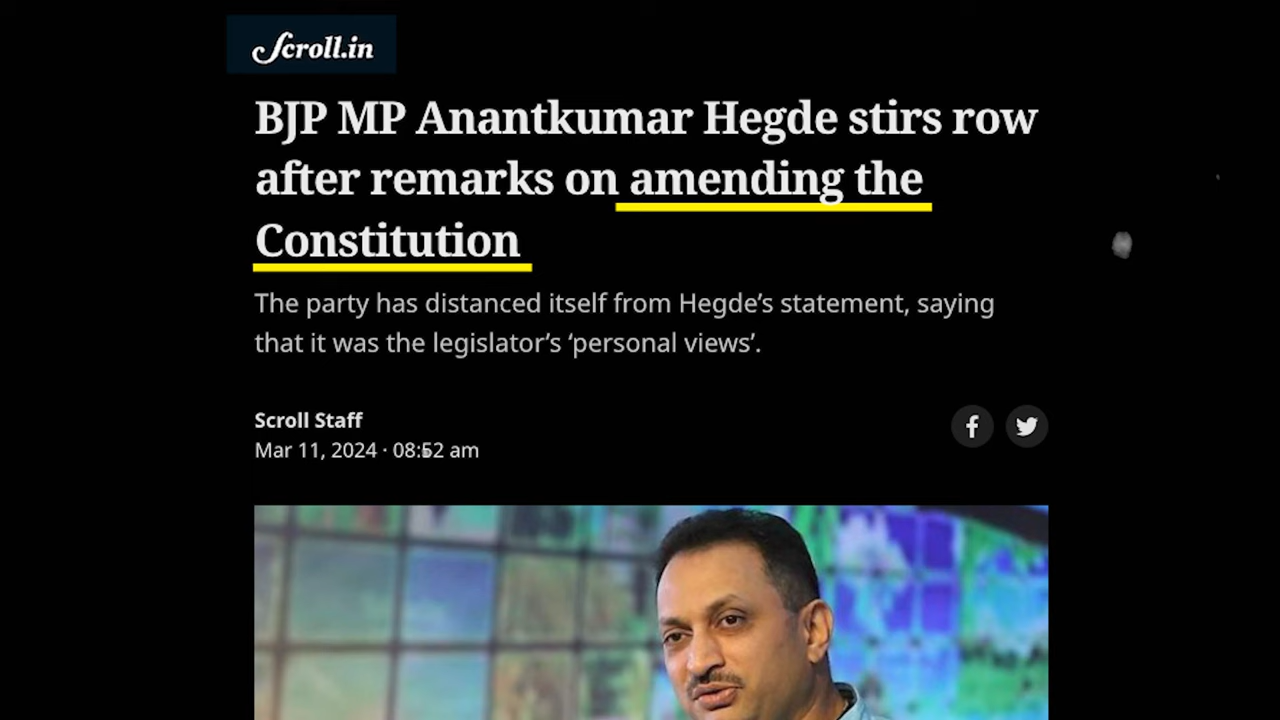 Scroll.in
BJP MP Anantkumar Hegde stirs row
after remarks on amending the
Constitution
The party has distanced itself from Hegde’s statement, saying
that it was the legislator’s ‘personal views’.
Scroll Staff
Mar 11, 2024 · 08:52 am